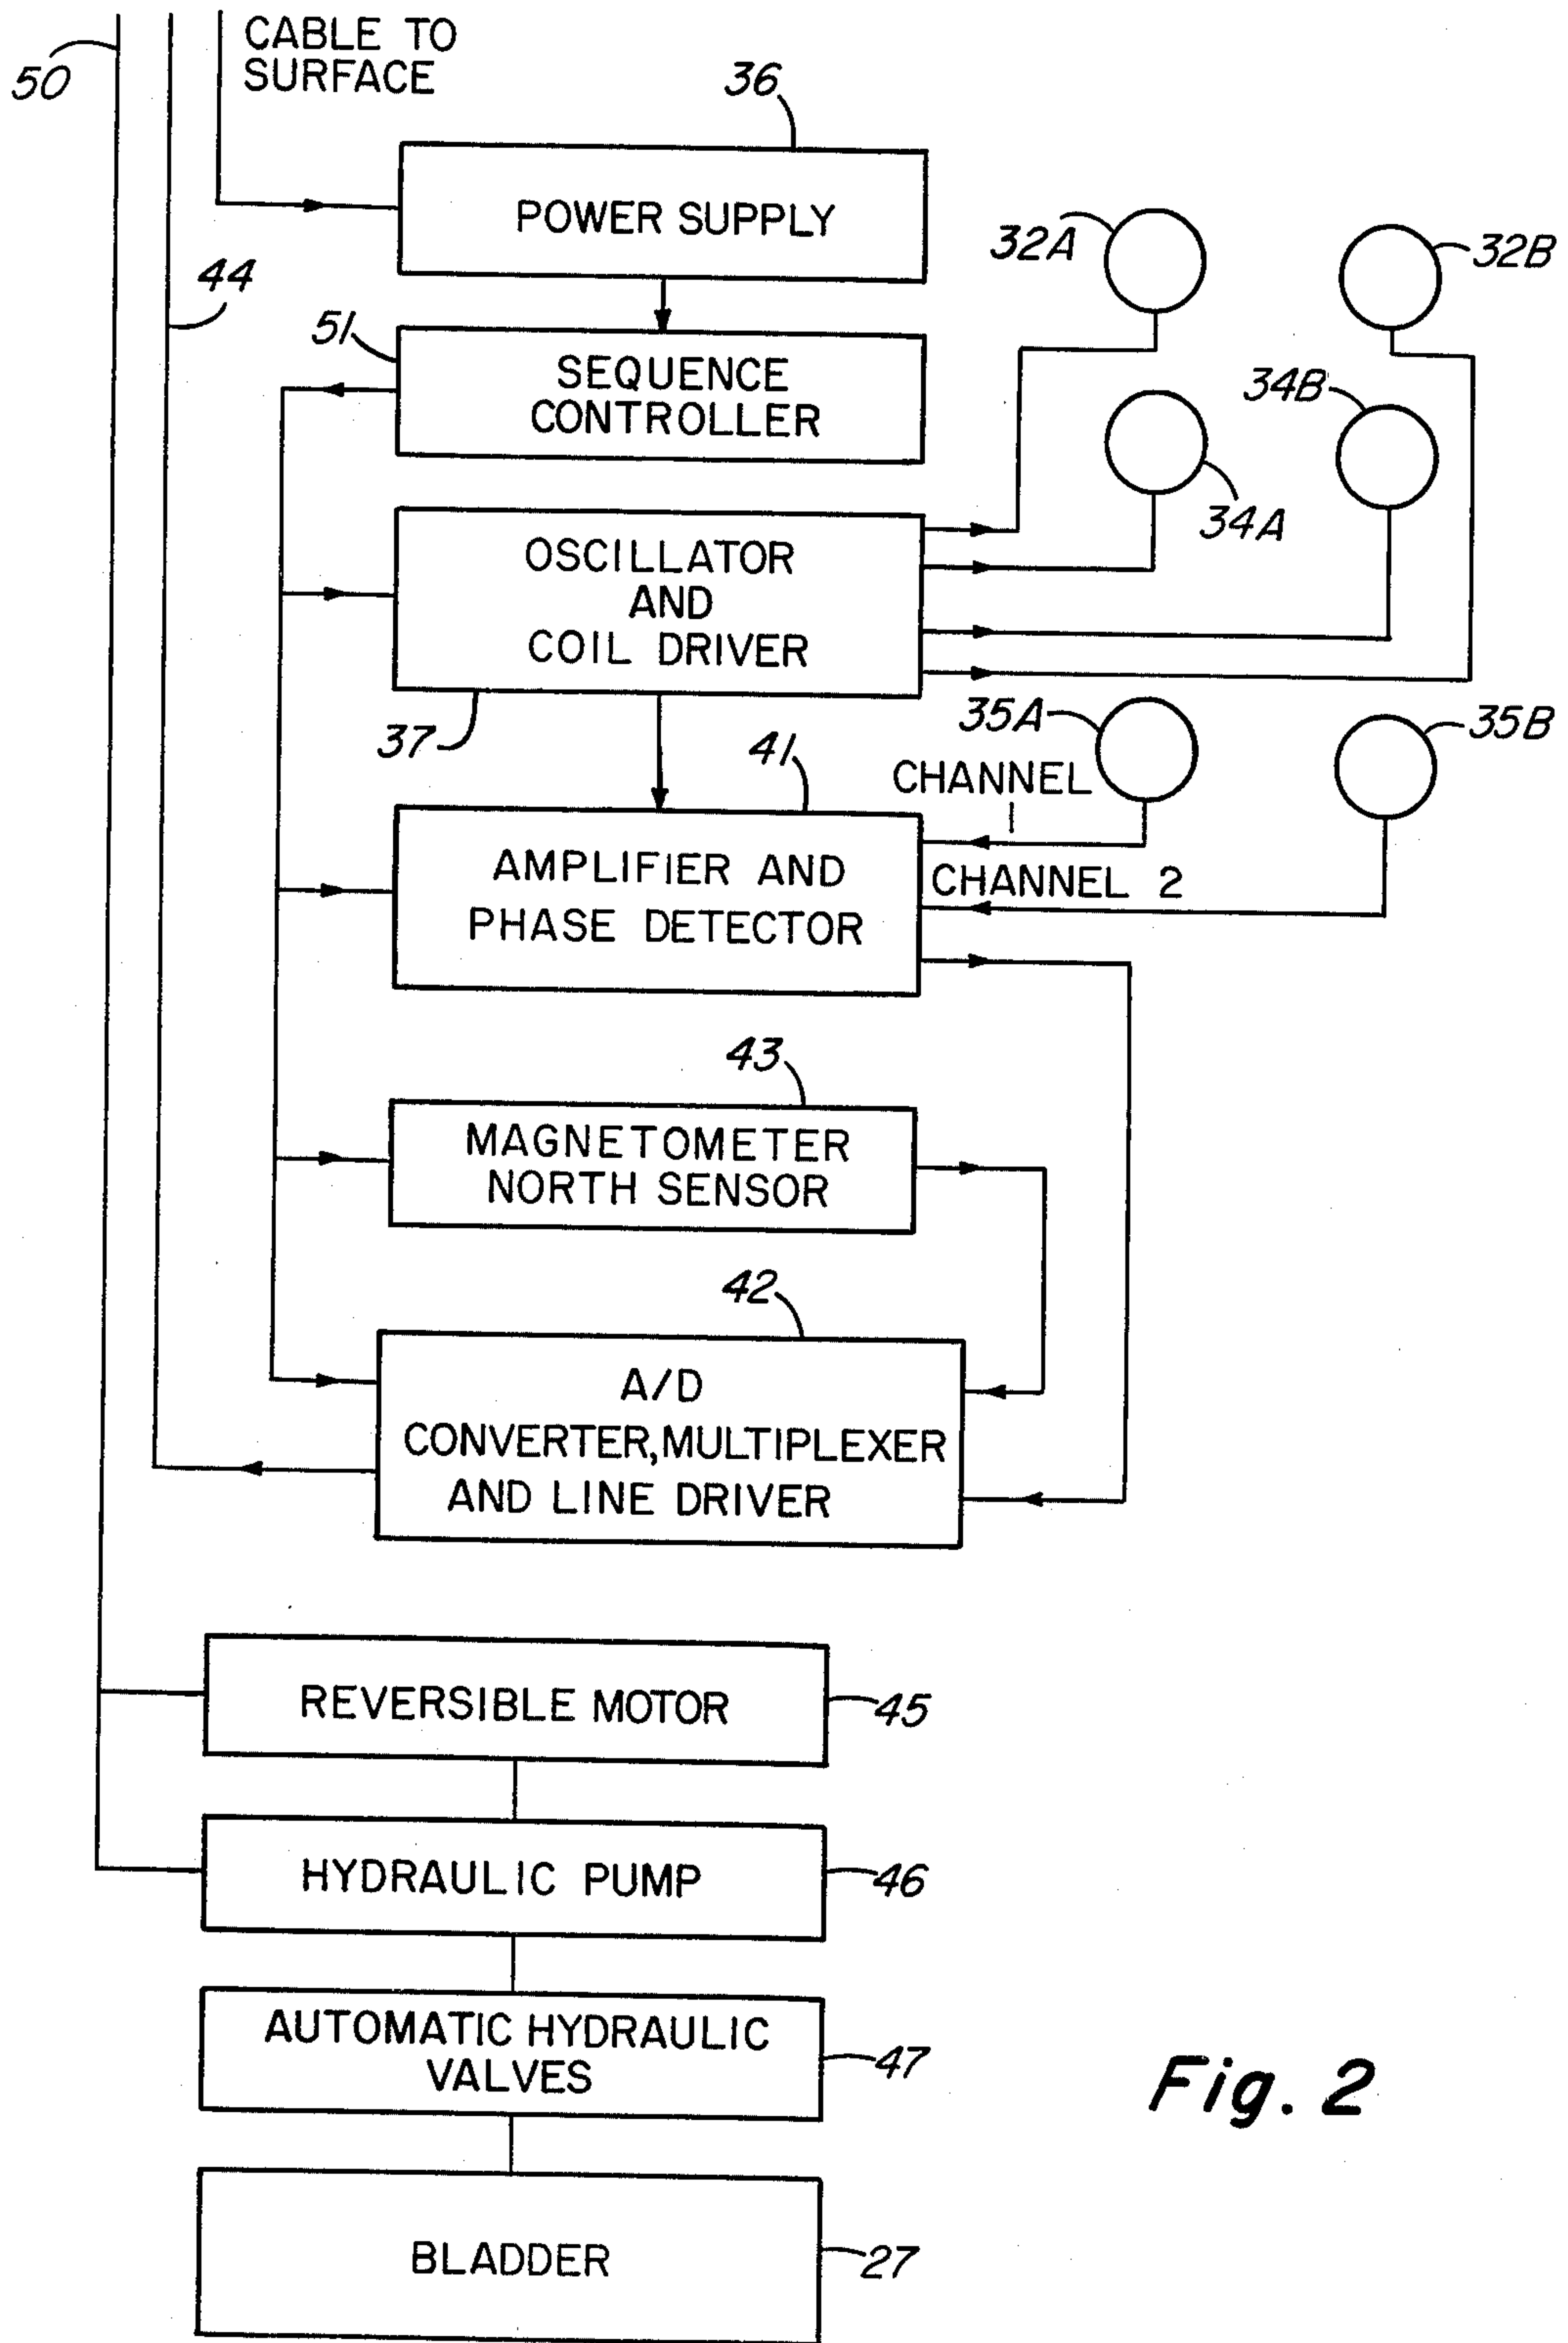 CABLE TO
SURFACE
50
36
POWER SUPPLY
32A
32B
44
51
SEQUENCE
CONTROLLER
34B
34A
OSCILLATOR
AND
COIL DRIVER
37
35A
35B
41
CHANNEL
1
AMPLIFIER AND
PHASE DETECTOR
CHANNEL 2
43
MAGNETOMETER
NORTH SENSOR
42
A/D
CONVERTER, MULTIPLEXER
AND LINE DRIVER
REVERSIBLE MOTOR
45
HYDRAULIC PUMP
46
AUTOMATIC HYDRAULIC
VALVES
47
Fig. 2
BLADDER
27